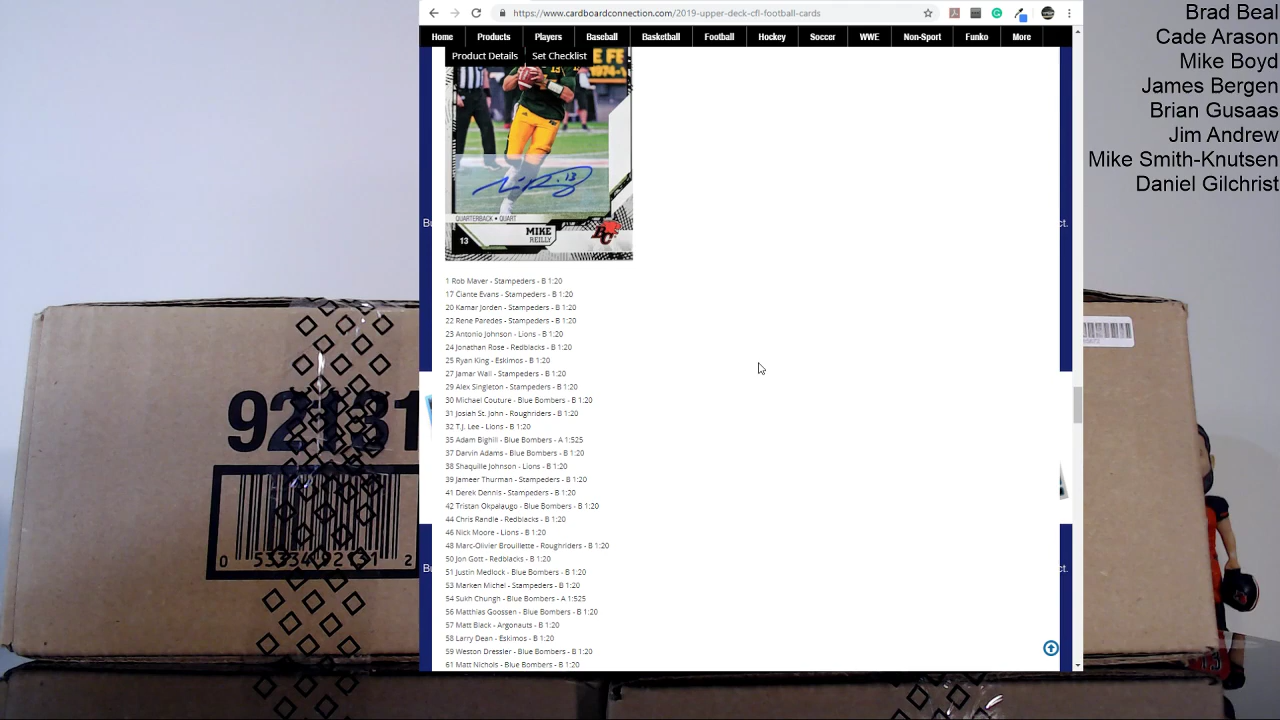 https://www.cardboardconnection.com/2019-upper-deck-cfl-football-cards
Home Products Players Baseball Basketball Football Hockey Soccer WWE Non-Sport Funko More
Product Details Set Checklist
Brad Beal
Cade Arason
Mike Boyd
James Bergen
Brian Gusaas
Jim Andrew
Mike Smith-Knutsen
Daniel Gilchrist
13
QUARTERBACK • QUART
MIKE
REILLY
13
BC
1 Rob Maver - Stampeders - B 1:20
17 Ciante Evans - Stampeders - B 1:20
20 Kamar Jorden - Stampeders - B 1:20
22 Rene Paredes - Stampeders - B 1:20
23 Antonio Johnson - Lions - B 1:20
24 Jonathan Rose - Redblacks - B 1:20
25 Ryan King - Eskimos - B 1:20
27 Jamar Wall - Stampeders - B 1:20
29 Alex Singleton - Stampeders - B 1:20
30 Michael Couture - Blue Bombers - B 1:20
31 Josiah St. John - Roughriders - B 1:20
32 T.J. Lee - Lions - B 1:20
35 Adam Bighill - Blue Bombers - A 1:525
37 Darvin Adams - Blue Bombers - B 1:20
38 Shaquille Johnson - Lions - B 1:20
39 Jameer Thurman - Stampeders - B 1:20
41 Derek Dennis - Stampeders - B 1:20
42 Tristan Okpalaugo - Blue Bombers - B 1:20
44 Chris Randle - Redblacks - B 1:20
46 Nick Moore - Lions - B 1:20
48 Marc-Olivier Brouillette - Roughriders - B 1:20
50 Jon Gott - Redblacks - B 1:20
51 Justin Medlock - Blue Bombers - B 1:20
53 Marken Michel - Stampeders - B 1:20
54 Sukh Chungh - Blue Bombers - A 1:525
56 Matthias Goossen - Blue Bombers - B 1:20
57 Matt Black - Argonauts - B 1:20
58 Larry Dean - Eskimos - B 1:20
59 Weston Dressler - Blue Bombers - B 1:20
61 Matt Nichols - Blue Bombers - B 1:20